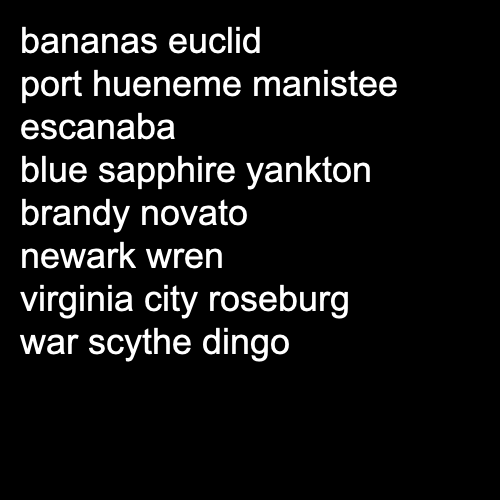 bananas euclid
port hueneme manistee
escanaba
blue sapphire yankton
brandy novato
newark wren
virginia city roseburg
war scythe dingo